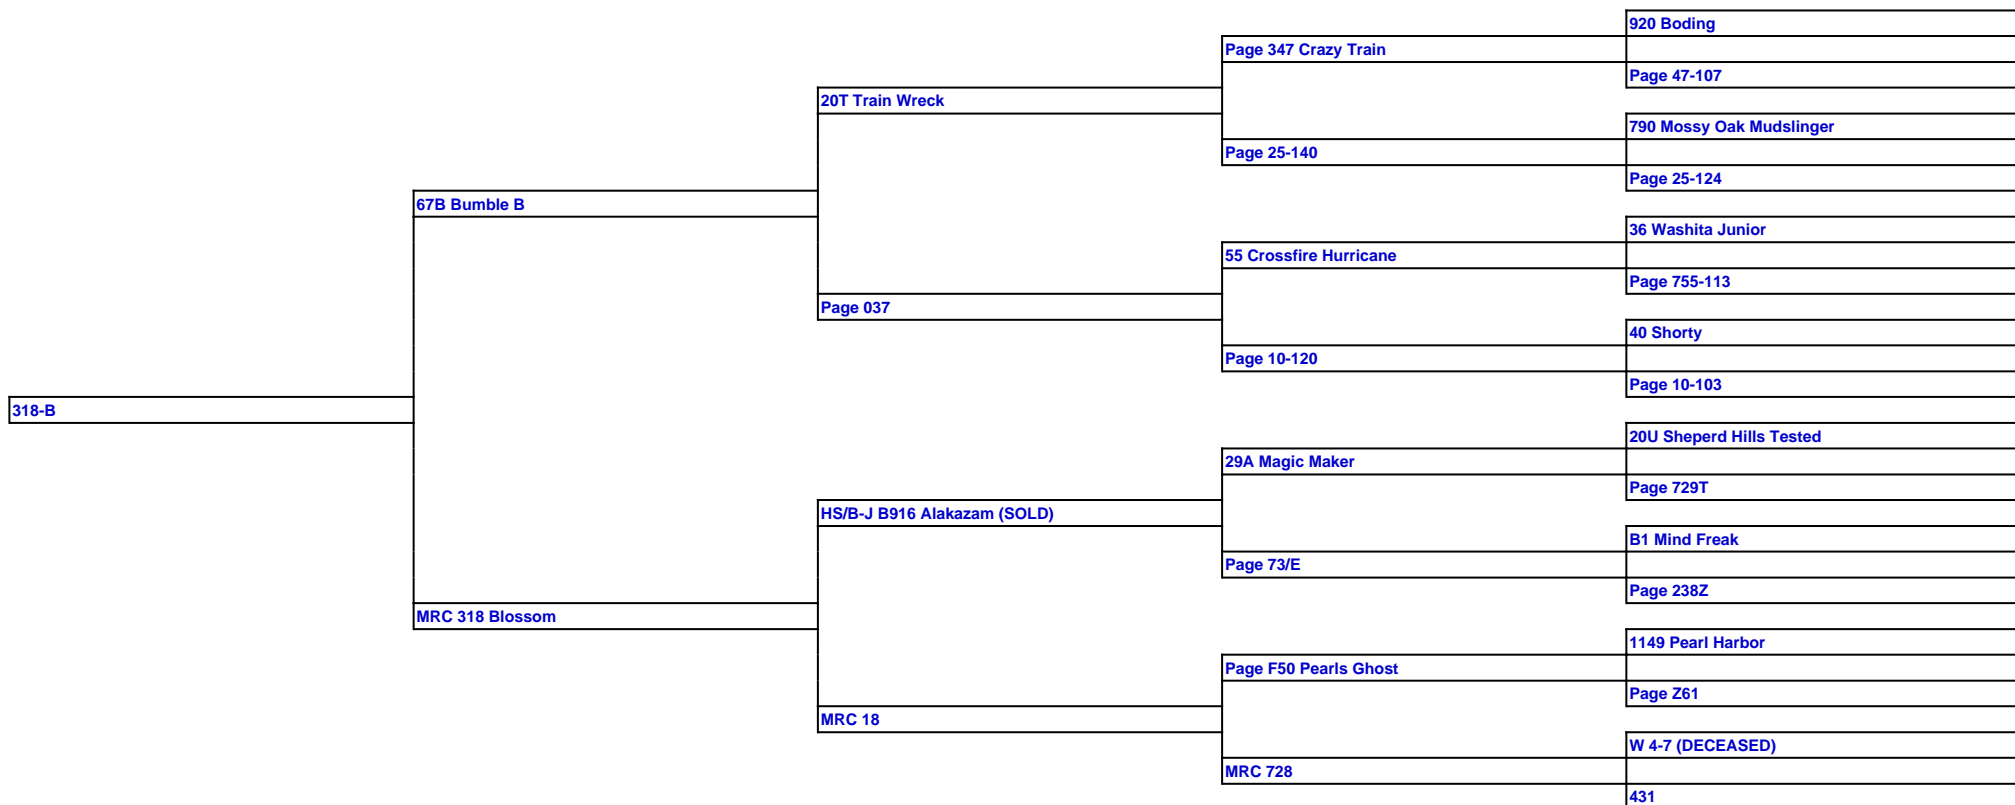 920 Boding
Page 347 Crazy Train
Page 47-107
20T Train Wreck
790 Mossy Oak Mudslinger
Page 25-140
Page 25-124
67B Bumble B
36 Washita Junior
55 Crossfire Hurricane
Page 755-113
Page 037
40 Shorty
Page 10-120
Page 10-103
318-B
20U Sheperd Hills Tested
29A Magic Maker
Page 729T
HS/B-J B916 Alakazam (SOLD)
B1 Mind Freak
Page 73/E
Page 238Z
MRC 318 Blossom
1149 Pearl Harbor
Page F50 Pearls Ghost
Page Z61
MRC 18
W 4-7 (DECEASED)
MRC 728
431